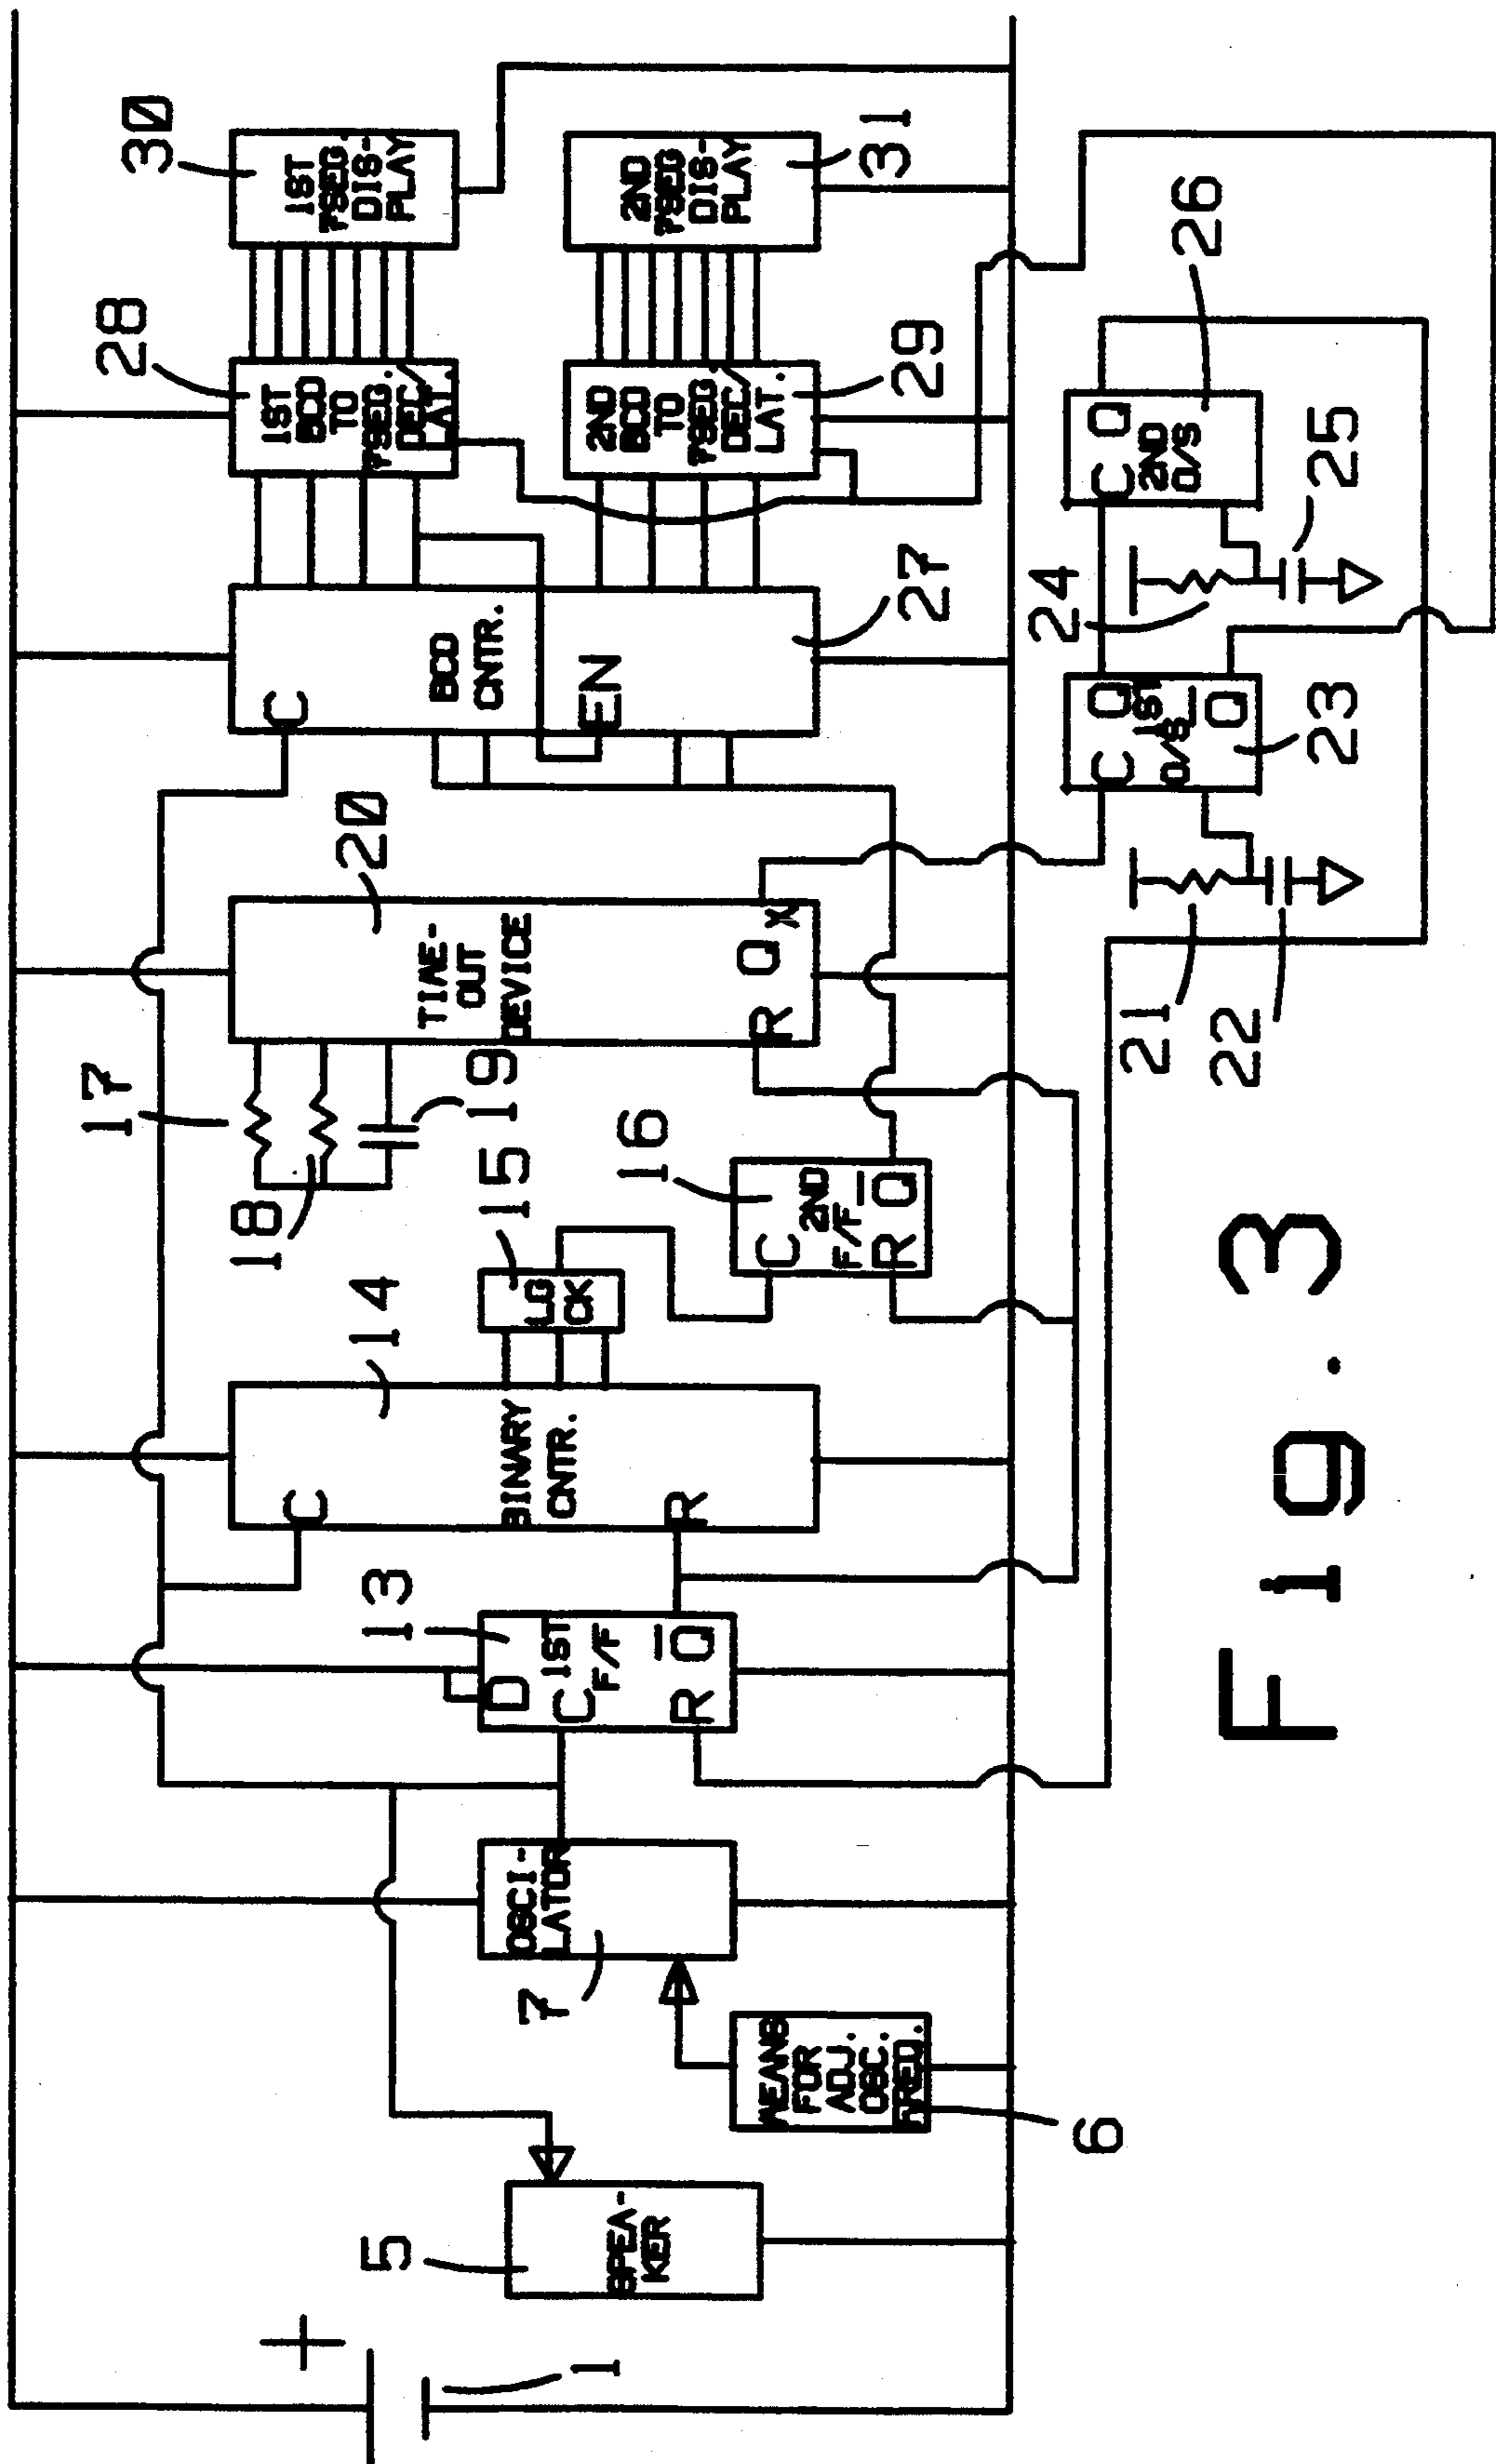 30
1ST
7SEG.
DIS-
PLAY
31
2ND
7SEG.
DIS-
PLAY
28
1ST
BCD
TO
7SEG.
DEC/
LAT.
29
2ND
BCD
TO
7SEG.
DEC/
LAT.
26
C Q
2ND
O/S
25
24
27
C
BCD
CNTR.
EN
23
C Q
1ST
O/S
Q
20
TIME-
OUT
DEVICE
R Qx
21
22
17
18
19
16
C
2ND
F/F
R Q
15
LG
CK
14
C
BINARY
CNTR.
R
13
D
1ST
C
F/F
R Q
7
OSCI-
LATOR
6
MEANS
FOR
ADJ.
OSC.
FREQ.
5
SPEA-
KER
+
1
Fig. 3